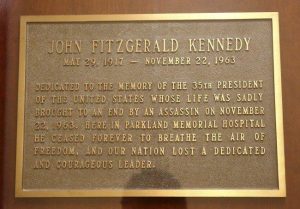 JOHN FITZGERALD KENNEDY
MAY 29, 1917 — NOVEMBER 22, 1963
DEDICATED TO THE MEMORY OF THE 35TH PRESIDENT
OF THE UNITED STATES WHOSE LIFE WAS SADLY
BROUGHT TO AN END BY AN ASSASSIN ON NOVEMBER
22, 1963. HERE IN PARKLAND MEMORIAL HOSPITAL
HE CEASED FOREVER TO BREATHE THE AIR OF
FREEDOM, AND OUR NATION LOST A DEDICATED
AND COURAGEOUS LEADER.